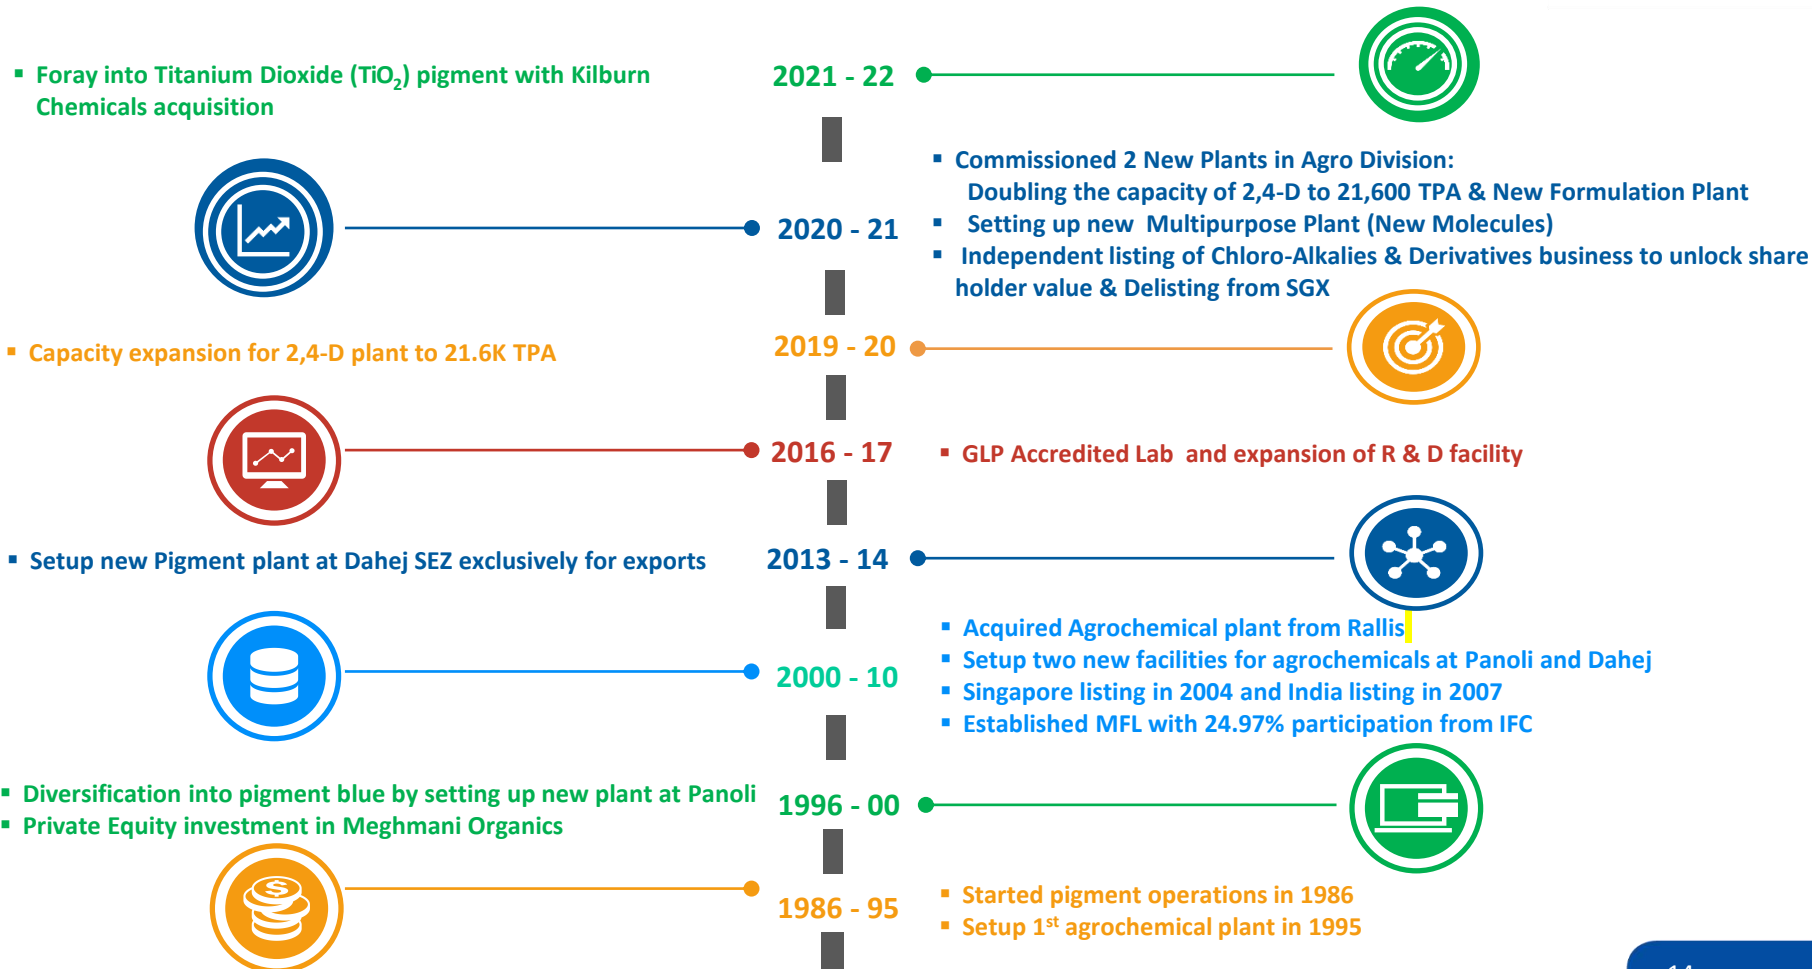 ▪ Foray into Titanium Dioxide (TiO₂) pigment with Kilburn
Chemicals acquisition
2021 - 22
▪ Commissioned 2 New Plants in Agro Division:
Doubling the capacity of 2,4-D to 21,600 TPA & New Formulation Plant
▪ Setting up new Multipurpose Plant (New Molecules)
▪ Independent listing of Chloro-Alkalies & Derivatives business to unlock share
holder value & Delisting from SGX
2020 - 21
▪ Capacity expansion for 2,4-D plant to 21.6K TPA
2019 - 20
2016 - 17
▪ GLP Accredited Lab and expansion of R & D facility
▪ Setup new Pigment plant at Dahej SEZ exclusively for exports
2013 - 14
▪ Acquired Agrochemical plant from Rallis
▪ Setup two new facilities for agrochemicals at Panoli and Dahej
▪ Singapore listing in 2004 and India listing in 2007
▪ Established MFL with 24.97% participation from IFC
2000 - 10
▪ Diversification into pigment blue by setting up new plant at Panoli
▪ Private Equity investment in Meghmani Organics
1996 - 00
$
1986 - 95
▪ Started pigment operations in 1986
▪ Setup 1st agrochemical plant in 1995